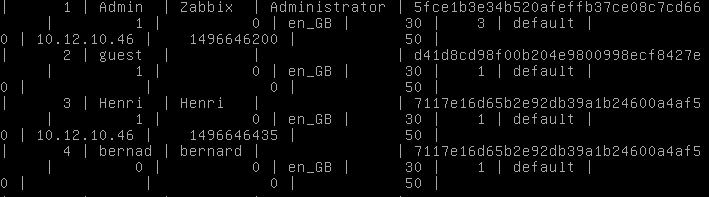 |       1 | Admin  | Zabbix  | Administrator | 5fce1b3e34b520afeffb37ce08c7cd66
|          1 |            0 | en_GB |      30 |      3 | default |
0 | 10.12.10.46 |      1496646200 |            50 |
|       2 | guest  |         |               | d41d8cd98f00b204e9800998ecf8427e
|          1 |            0 | en_GB |      30 |      1 | default |
0 |             |               0 |            50 |
|       3 | Henri  | Henri   |               | 7117e16d65b2e92db39a1b24600a4af5
|          1 |            0 | en_GB |      30 |      1 | default |
0 | 10.12.10.46 |      1496646435 |            50 |
|       4 | bernad | bernard |               | 7117e16d65b2e92db39a1b24600a4af5
|          0 |            0 | en_GB |      30 |      1 | default |
0 |             |               0 |            50 |